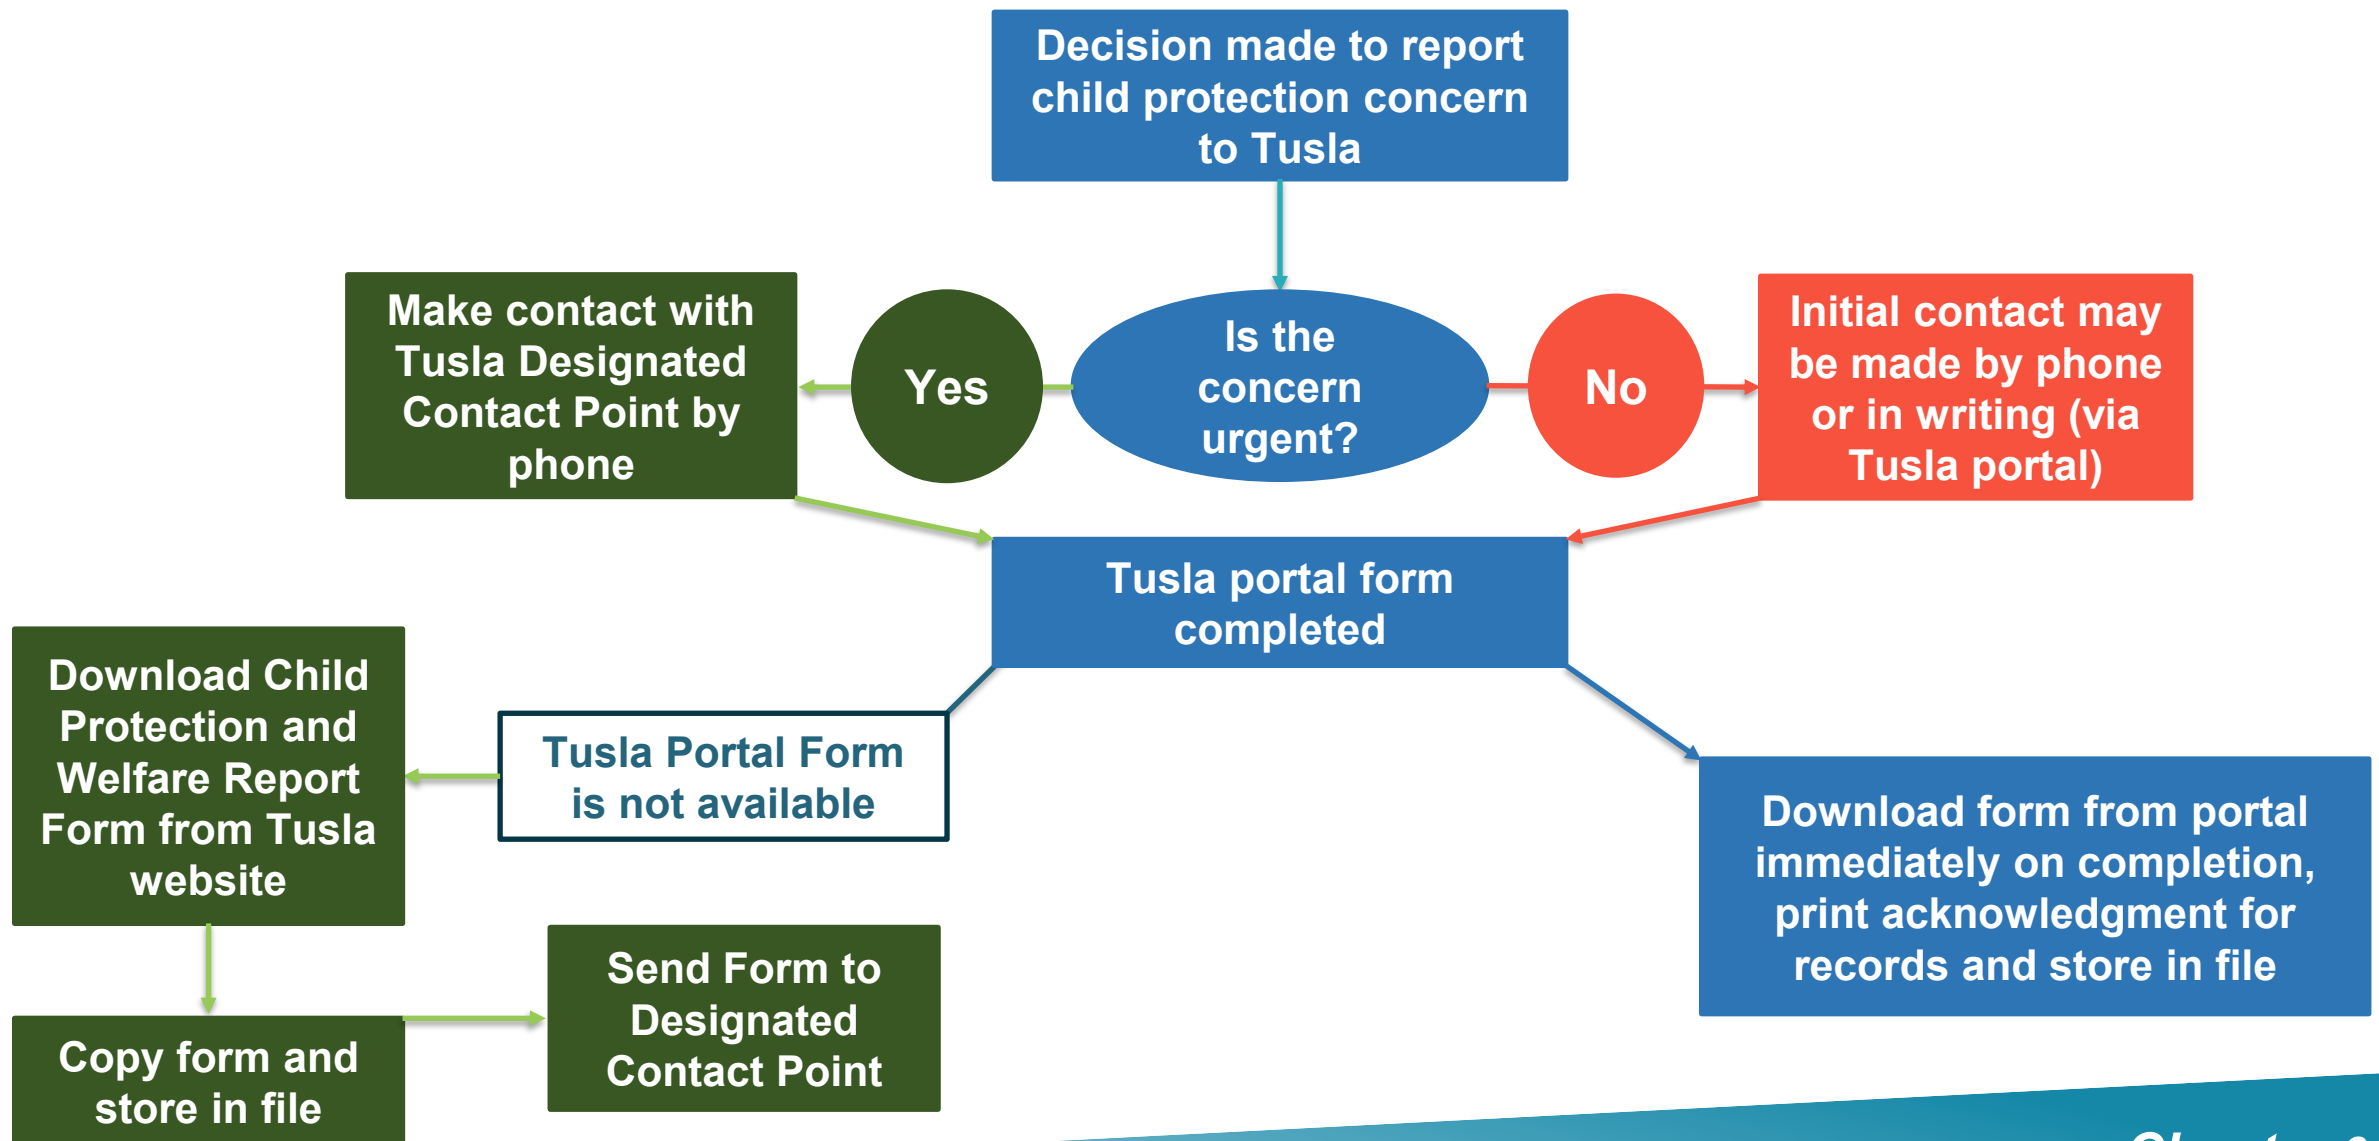 Decision made to report
child protection concern
to Tusla
Make contact with
Tusla Designated
Contact Point by
phone
Yes
Is the
concern
urgent?
No
Initial contact may
be made by phone
or in writing (via
Tusla portal)
Tusla portal form
completed
Download Child
Protection and
Welfare Report
Form from Tusla
website
Tusla Portal Form
is not available
Download form from portal
immediately on completion,
print acknowledgment for
records and store in file
Send Form to
Designated
Contact Point
Copy form and
store in file